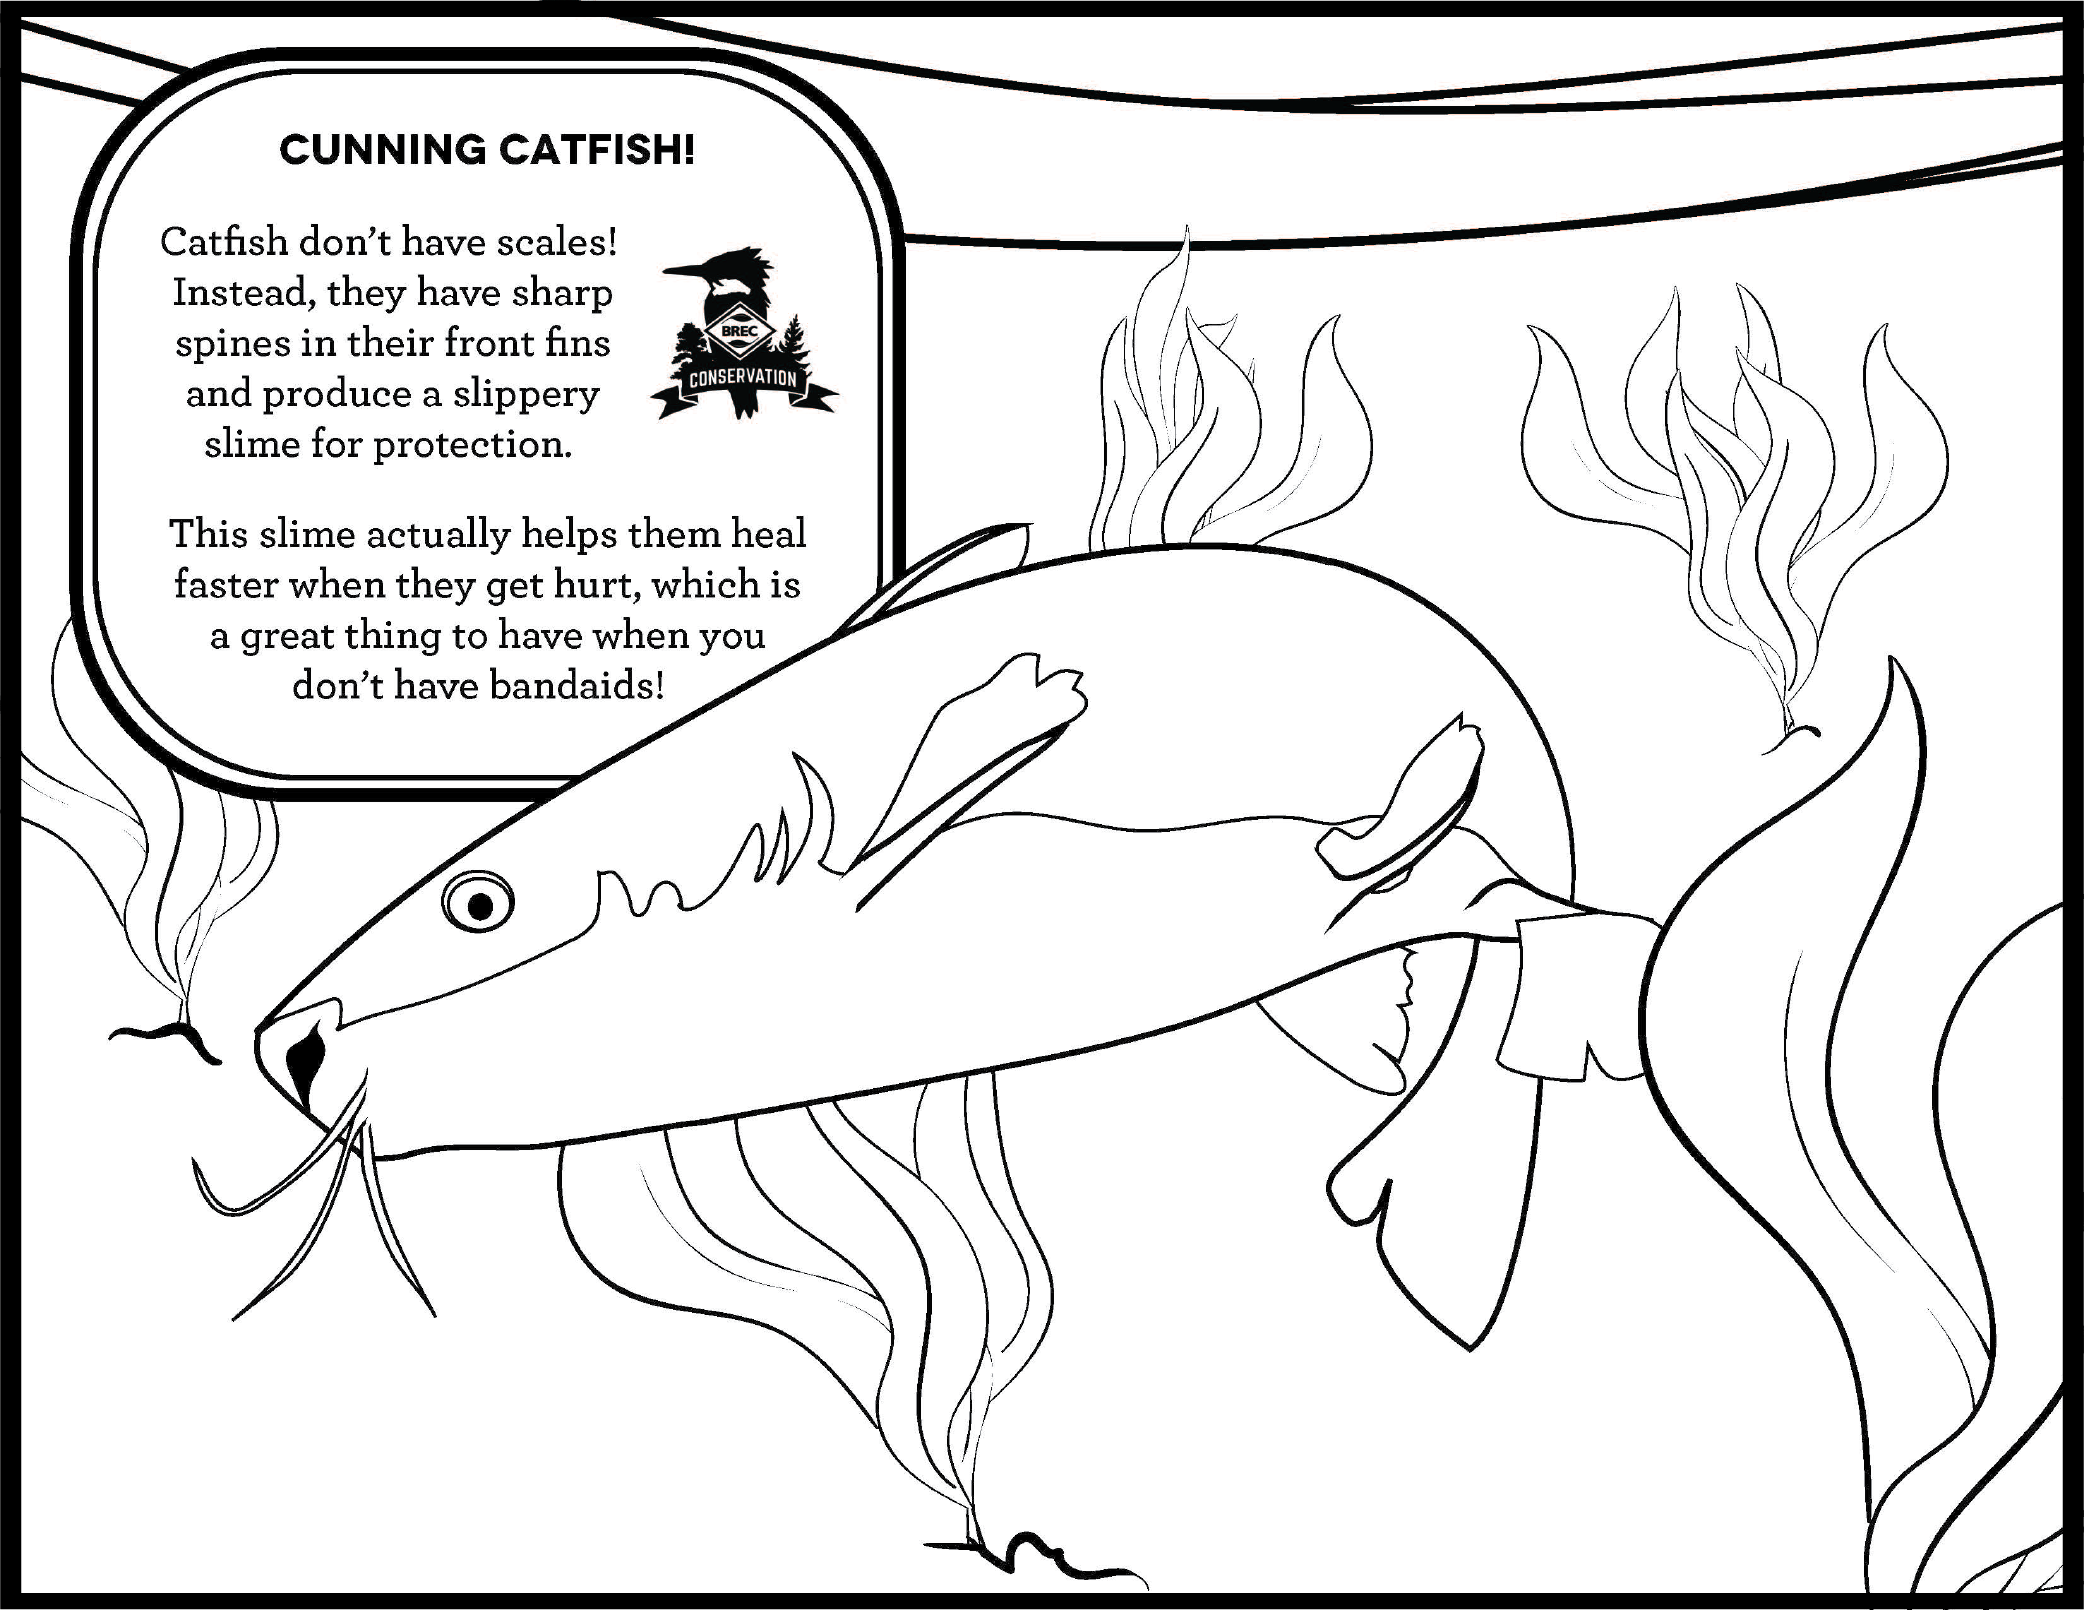 CUNNING CATFISH!
Catfish don't have scales!
Instead, they have sharp
spines in their front fins
and produce a slippery
slime for protection.
BREC
CONSERVATION
This slime actually helps them heal
faster when they get hurt, which is
a great thing to have when you
don't have bandaids!